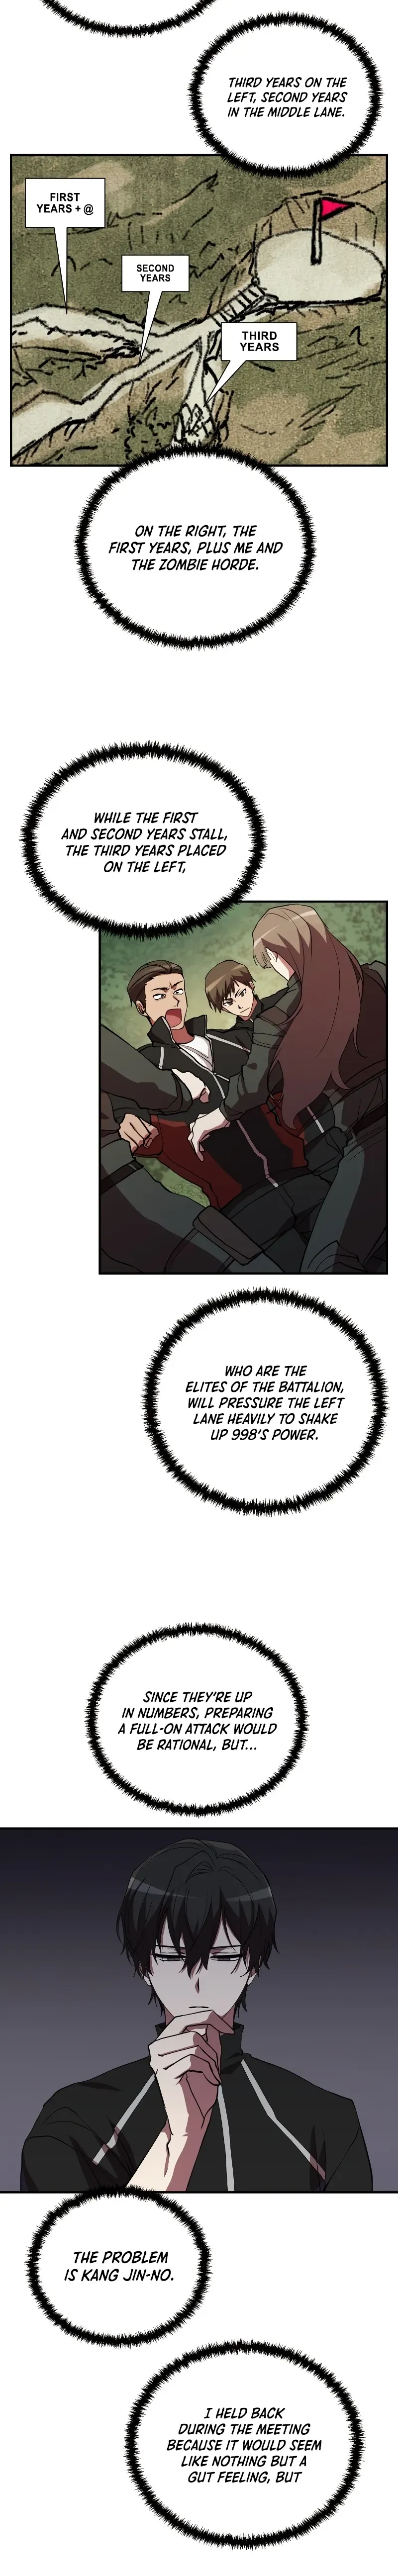 THIRD YEARS ON THE
LEFT, SECOND YEARS
IN THE MIDDLE LANE.
FIRST
YEARS + @
SECOND
YEARS
THIRD
YEARS
ON THE RIGHT, THE
FIRST YEARS, PLUS ME AND
THE ZOMBIE HORDE.
WHILE THE FIRST
AND SECOND YEARS STALL,
THE THIRD YEARS PLACED
ON THE LEFT,
WHO ARE THE
ELITES OF THE BATTALION,
WILL PRESSURE THE LEFT
LANE HEAVILY TO SHAKE
UP 998'S POWER.
SINCE THEY'RE UP
IN NUMBERS, PREPARING
A FULL-ON ATTACK WOULD
BE RATIONAL, BUT...
THE PROBLEM
IS KANG JIN-NO.
I HELD BACK
DURING THE MEETING
BECAUSE IT WOULD SEEM
LIKE NOTHING BUT A
GUT FEELING, BUT